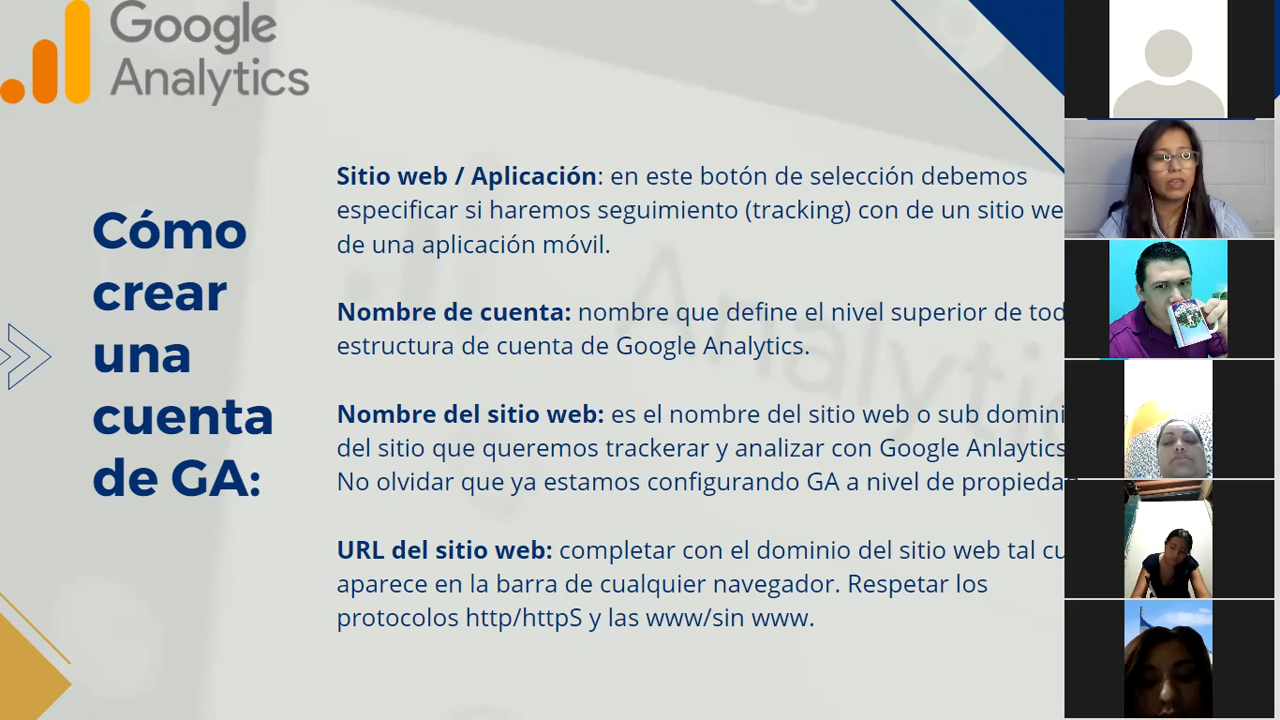 Google
Analytics
Cómo
crear
una
cuenta
de GA:
Sitio web / Aplicación: en este botón de selección debemos
especificar si haremos seguimiento (tracking) con de un sitio we
de una aplicación móvil.
Nombre de cuenta: nombre que define el nivel superior de tod
estructura de cuenta de Google Analytics.
Nombre del sitio web: es el nombre del sitio web o sub domini
del sitio que queremos trackerar y analizar con Google Anlaytics
No olvidar que ya estamos configurando GA a nivel de propieda
URL del sitio web: completar con el dominio del sitio web tal cu
aparece en la barra de cualquier navegador. Respetar los
protocolos http/httpS y las www/sin www.